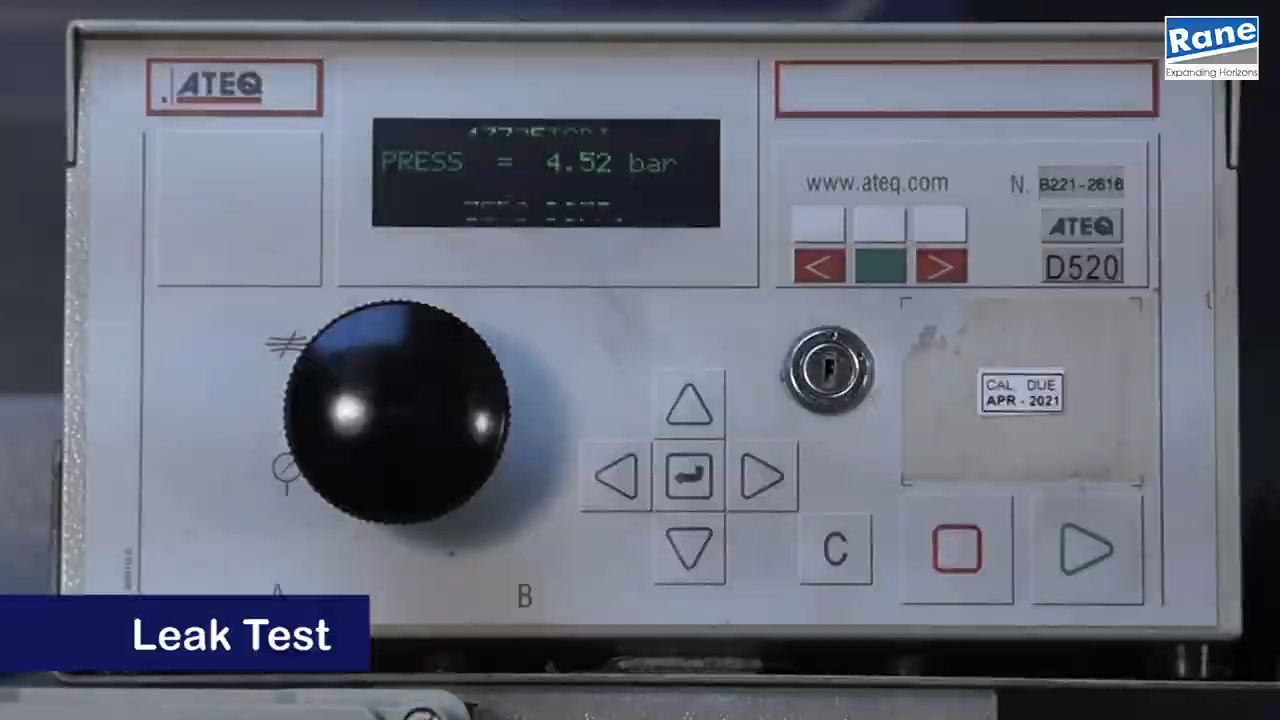 Rane
Expanding Horizons
ATEQ
PRESS = 4.52 bar
www.ateq.com
N. B221-2616
ATEQ
D520
< >
CAL DUE
APR - 2021
C
A
B
Leak Test